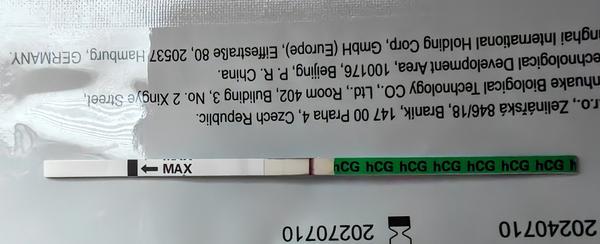 20240710
20270710
hCG hCG hCG hCG hCG hCG hCG
MAX
r.o., Zelinářská 846/18, Braník, 147 00 Praha 4, Czech Republic.
nhuake Biological Technology CO., Ltd., Room 402, Building 3, No. 2 Xingye Street,
echnological Development Area, 100176, Beijing, P. R. China.
nghai International Holding Corp. GmbH (Europe), Eiffestraße 80, 20537 Hamburg, GERMANY.